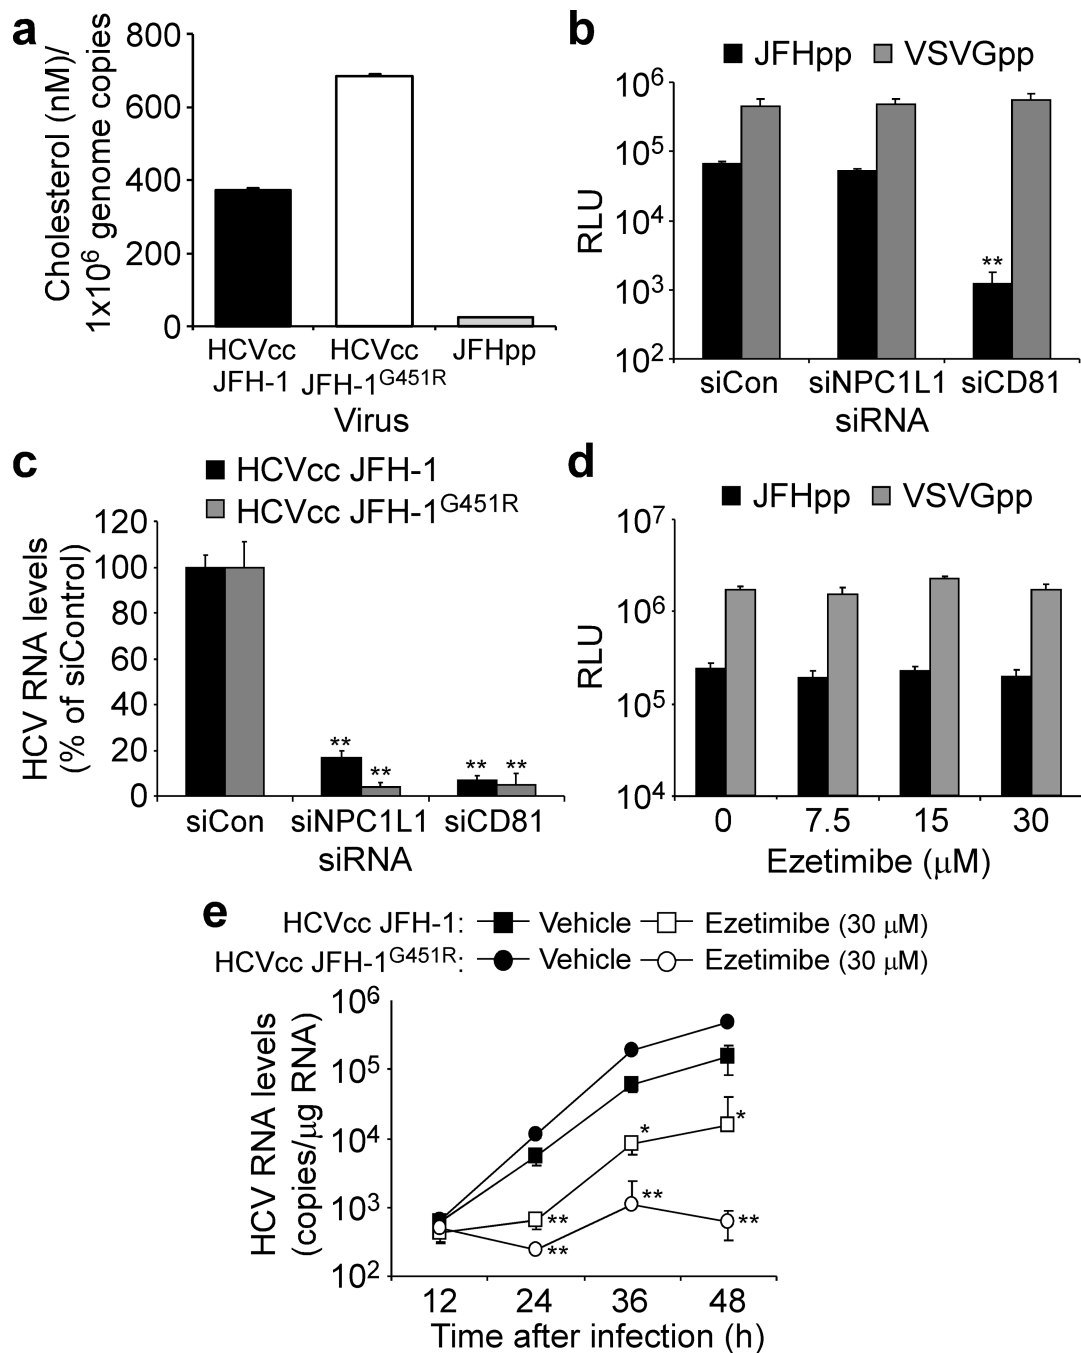 a
Cholesterol (nM)/
1x10⁶ genome copies
800
600
400
200
0
HCVcc
JFH-1
HCVcc
JFH-1ᴳ⁴⁵¹ᴿ
JFHpp
Virus
b
JFHpp VSVGpp
RLU
10⁶
10⁵
10⁴
10³
10²
**
siCon siNPC1L1 siCD81
siRNA
c
HCVcc JFH-1
HCVcc JFH-1ᴳ⁴⁵¹ᴿ
HCV RNA levels
(% of siControl)
120
100
80
60
40
20
0
** ** ** **
siCon siNPC1L1 siCD81
siRNA
d
JFHpp VSVGpp
RLU
10⁷
10⁶
10⁵
10⁴
0 7.5 15 30
Ezetimibe (μM)
e
HCVcc JFH-1: Vehicle Ezetimibe (30 μM)
HCVcc JFH-1ᴳ⁴⁵¹ᴿ: Vehicle Ezetimibe (30 μM)
HCV RNA levels
(copies/μg RNA)
10⁶
10⁵
10⁴
10³
10²
* *
** ** **
**
12 24 36 48
Time after infection (h)